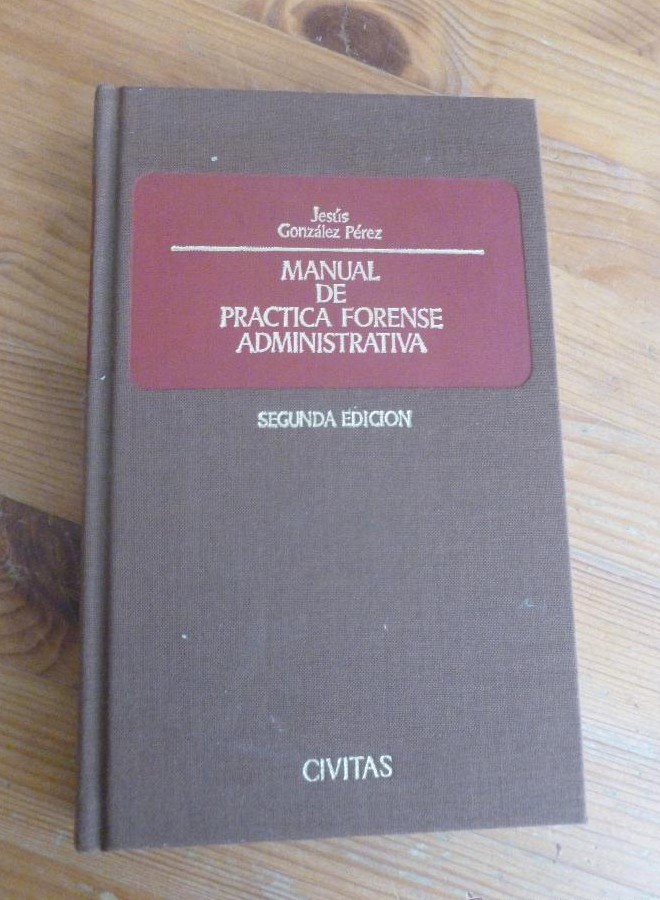 Jesús
González Pérez
MANUAL
DE
PRACTICA FORENSE
ADMINISTRATIVA
SEGUNDA EDICION
CIVITAS